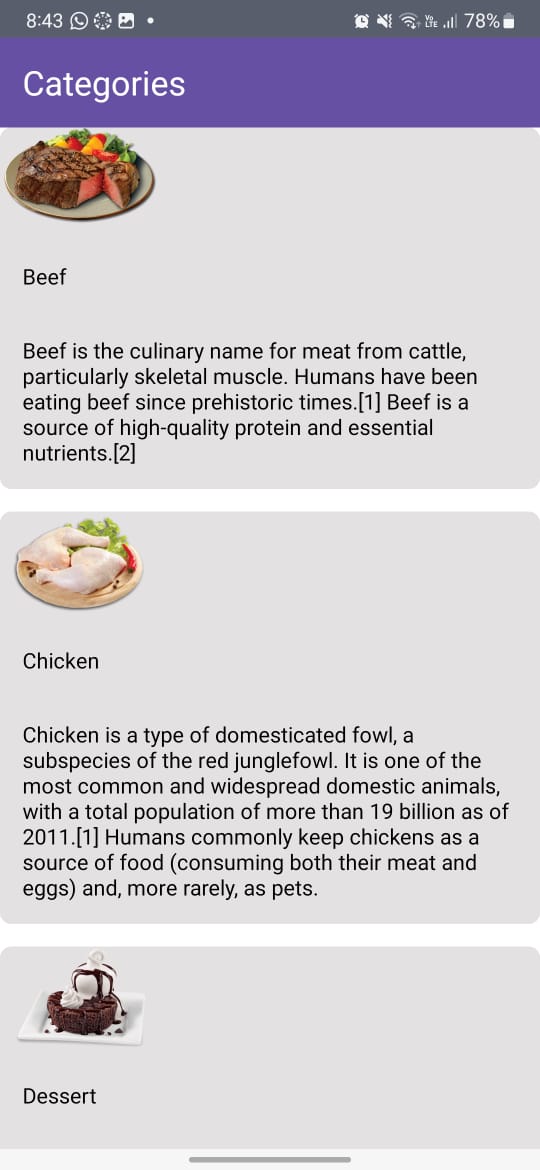 8:43 Vo LTE 78%
Categories
Beef
Beef is the culinary name for meat from cattle,
particularly skeletal muscle. Humans have been
eating beef since prehistoric times.[1] Beef is a
source of high-quality protein and essential
nutrients.[2]
Chicken
Chicken is a type of domesticated fowl, a
subspecies of the red junglefowl. It is one of the
most common and widespread domestic animals,
with a total population of more than 19 billion as of
2011.[1] Humans commonly keep chickens as a
source of food (consuming both their meat and
eggs) and, more rarely, as pets.
Dessert